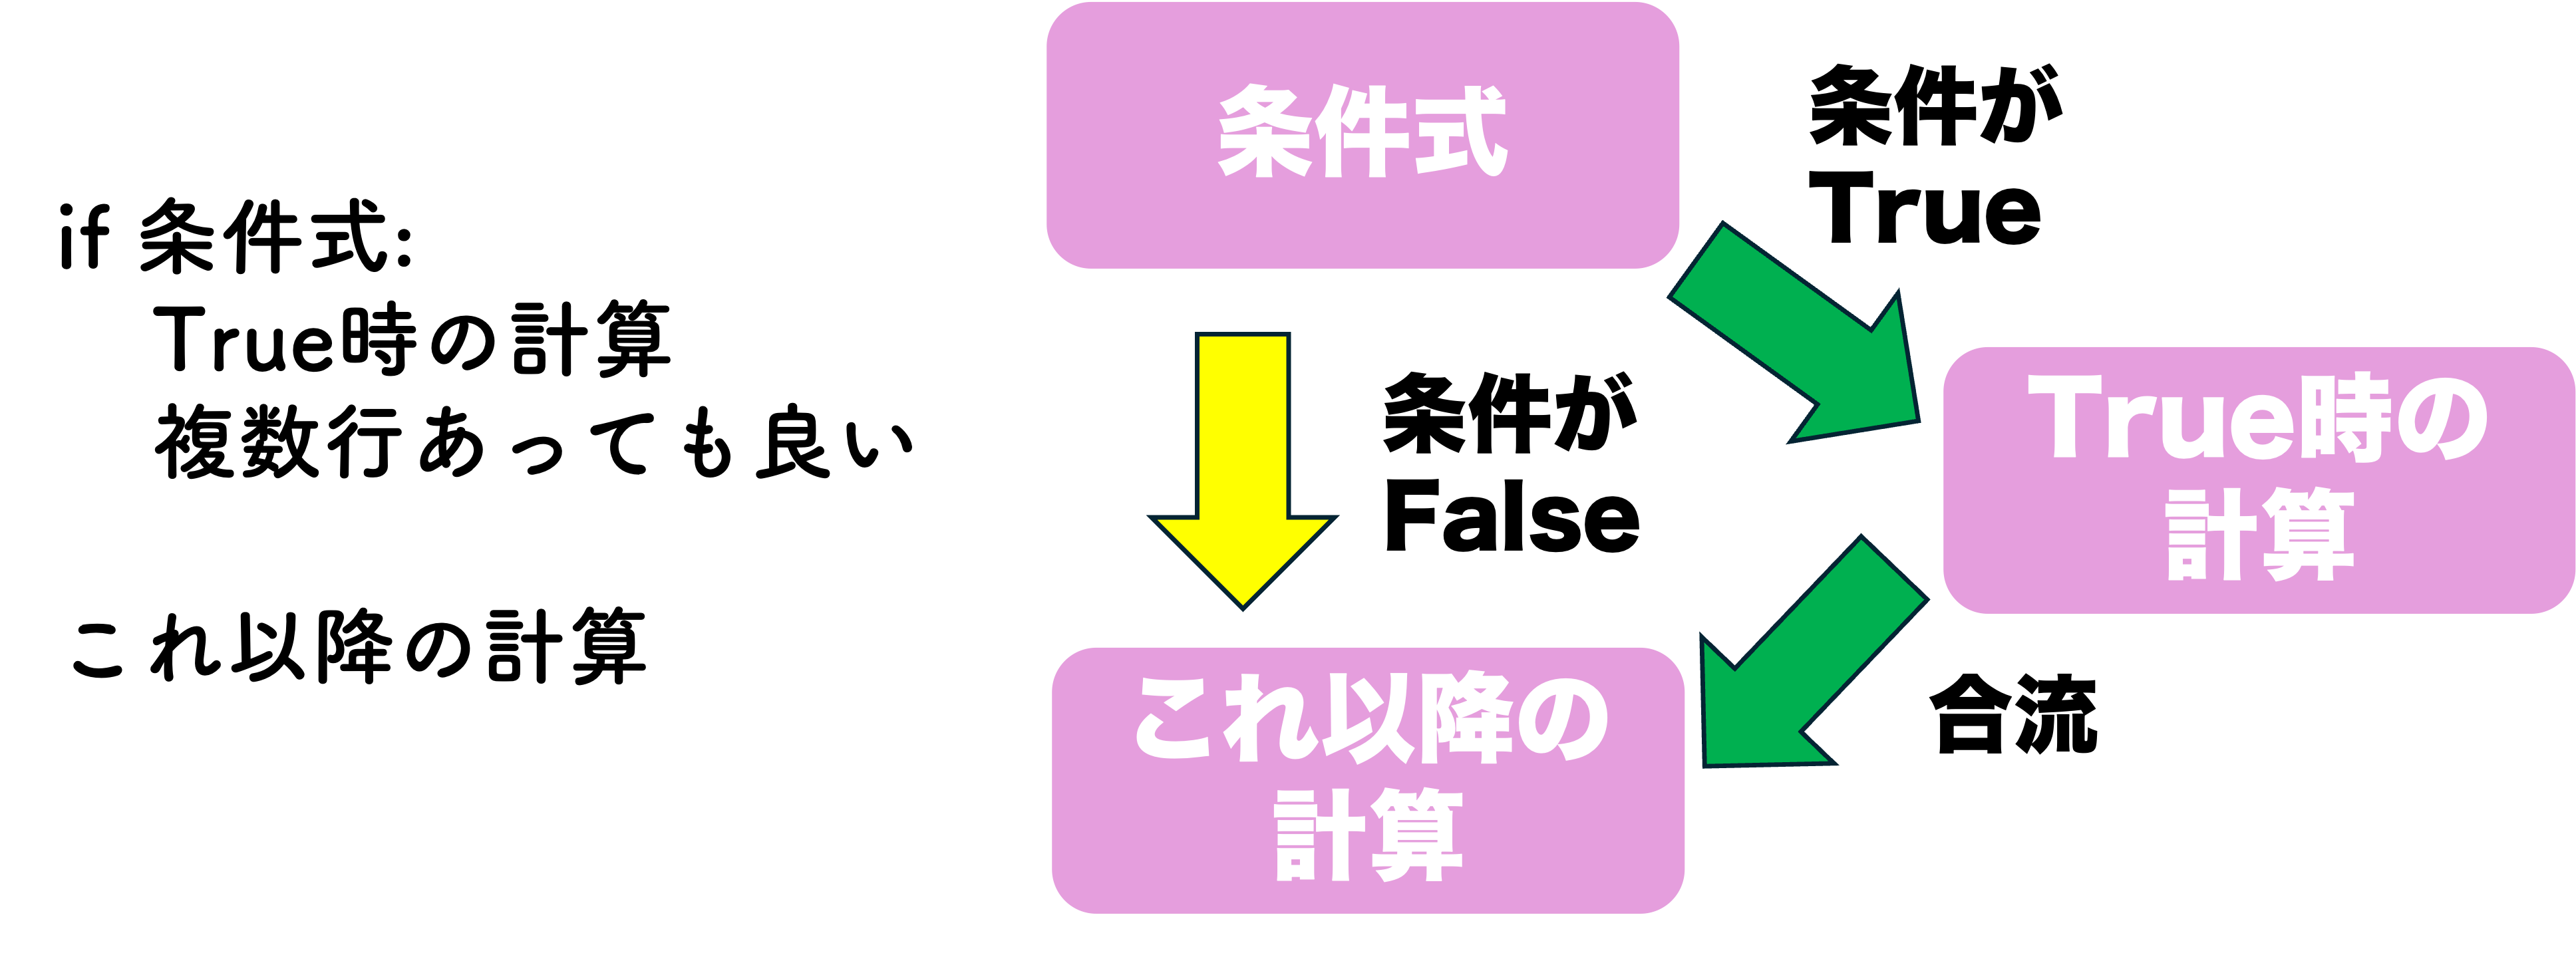 if 条件式:
True時の計算
複数行あっても良い
これ以降の計算
条件式
条件が
True
条件が
False
True時の
計算
これ以降の
計算
合流